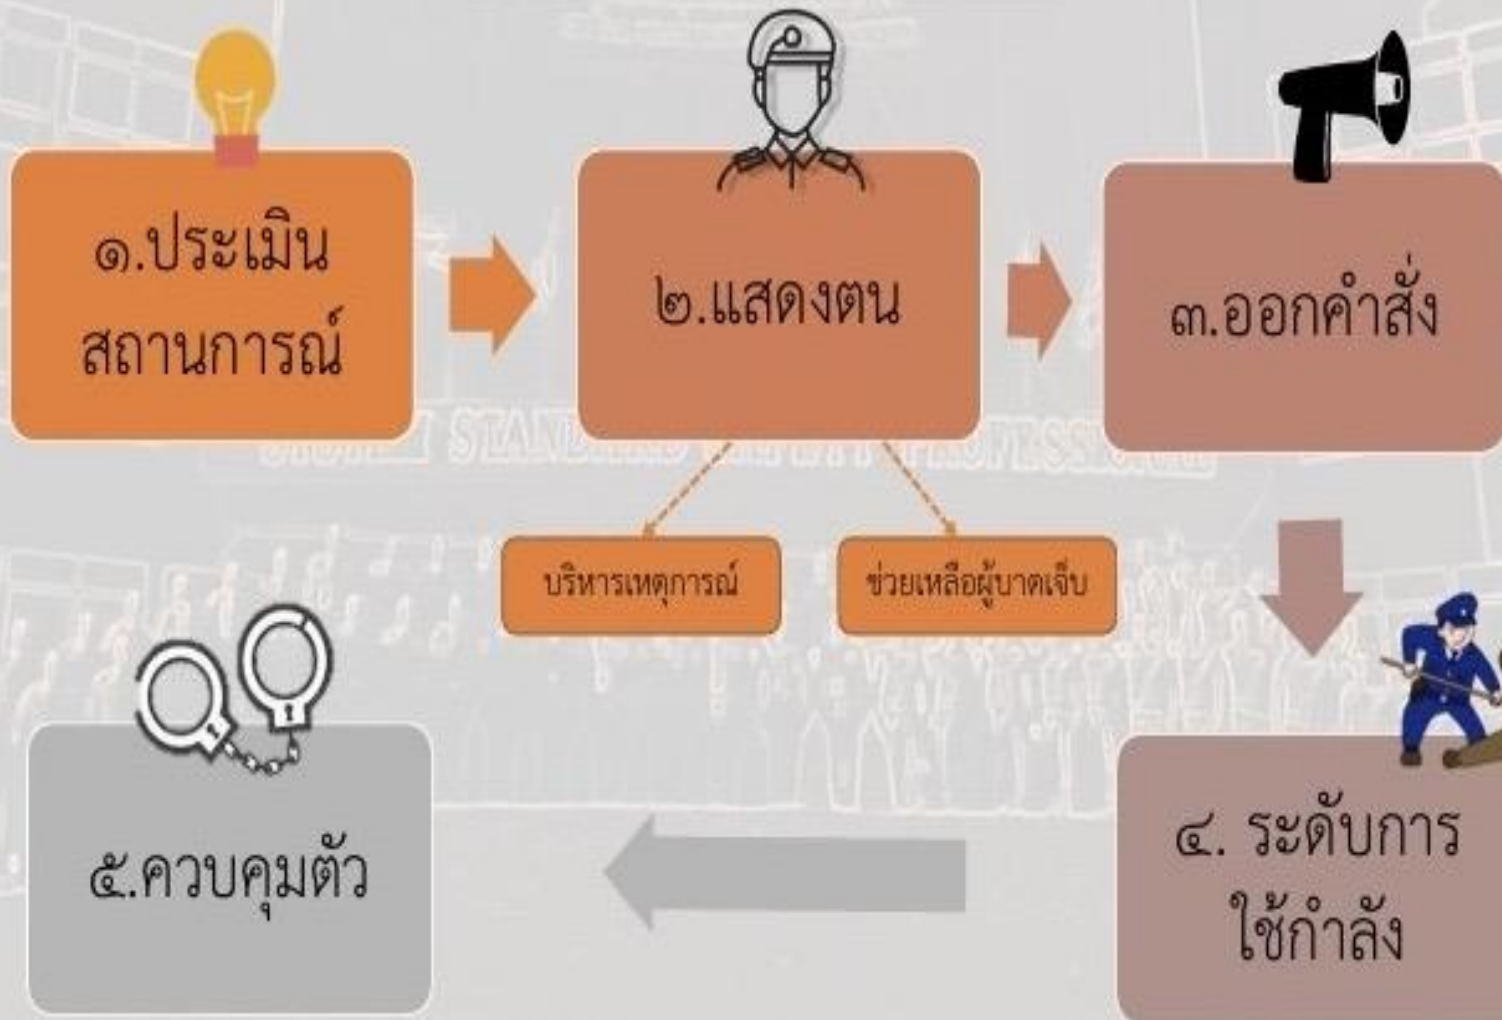 ๑.ประเมิน
สถานการณ์
๒.แสดงตน
๓.ออกคำสั่ง
บริหารเหตุการณ์
ช่วยเหลือผู้บาดเจ็บ
๔. ระดับการ
ใช้กำลัง
๕.ควบคุมตัว